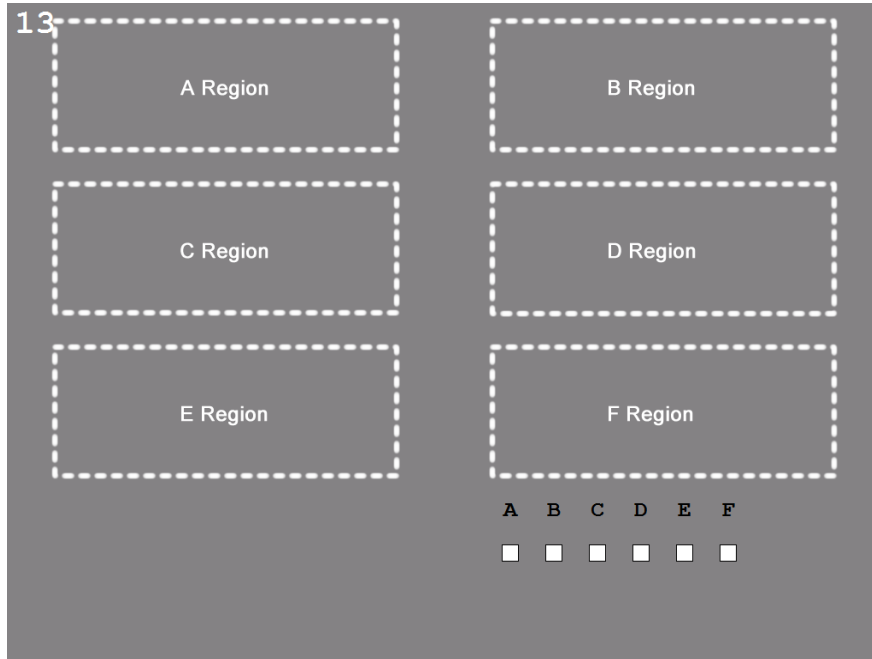 13
A Region
B Region
C Region
D Region
E Region
F Region
A B C D E F